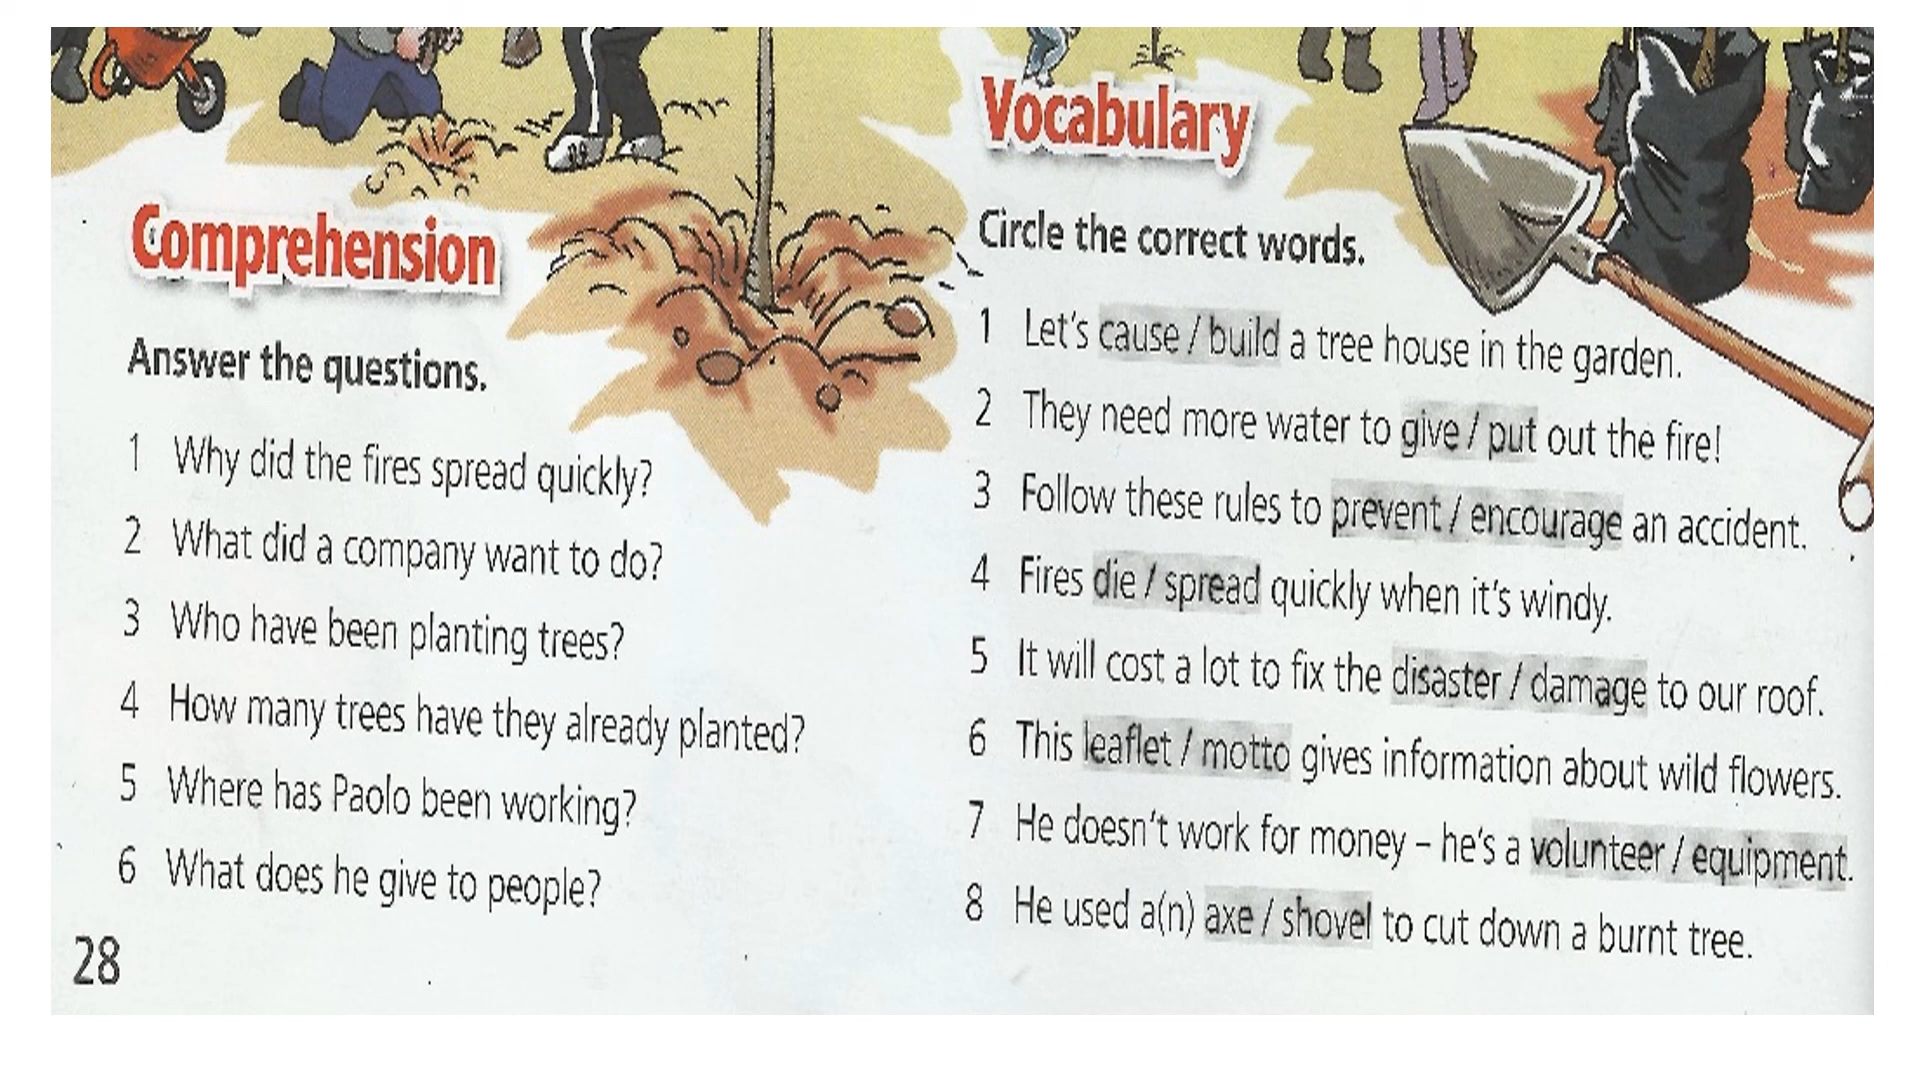 Comprehension
Answer the questions.
1 Why did the fires spread quickly?
2 What did a company want to do?
3 Who have been planting trees?
4 How many trees have they already planted?
5 Where has Paolo been working?
6 What does he give to people?
28
Vocabulary
Circle the correct words.
1 Let's cause / build a tree house in the garden.
2 They need more water to give / put out the fire!
3 Follow these rules to prevent / encourage an accident.
4 Fires die / spread quickly when it's windy.
5 It will cost a lot to fix the disaster / damage to our roof.
6 This leaflet / motto gives information about wild flowers.
7 He doesn't work for money – he's a volunteer / equipment.
8 He used a(n) axe / shovel to cut down a burnt tree.